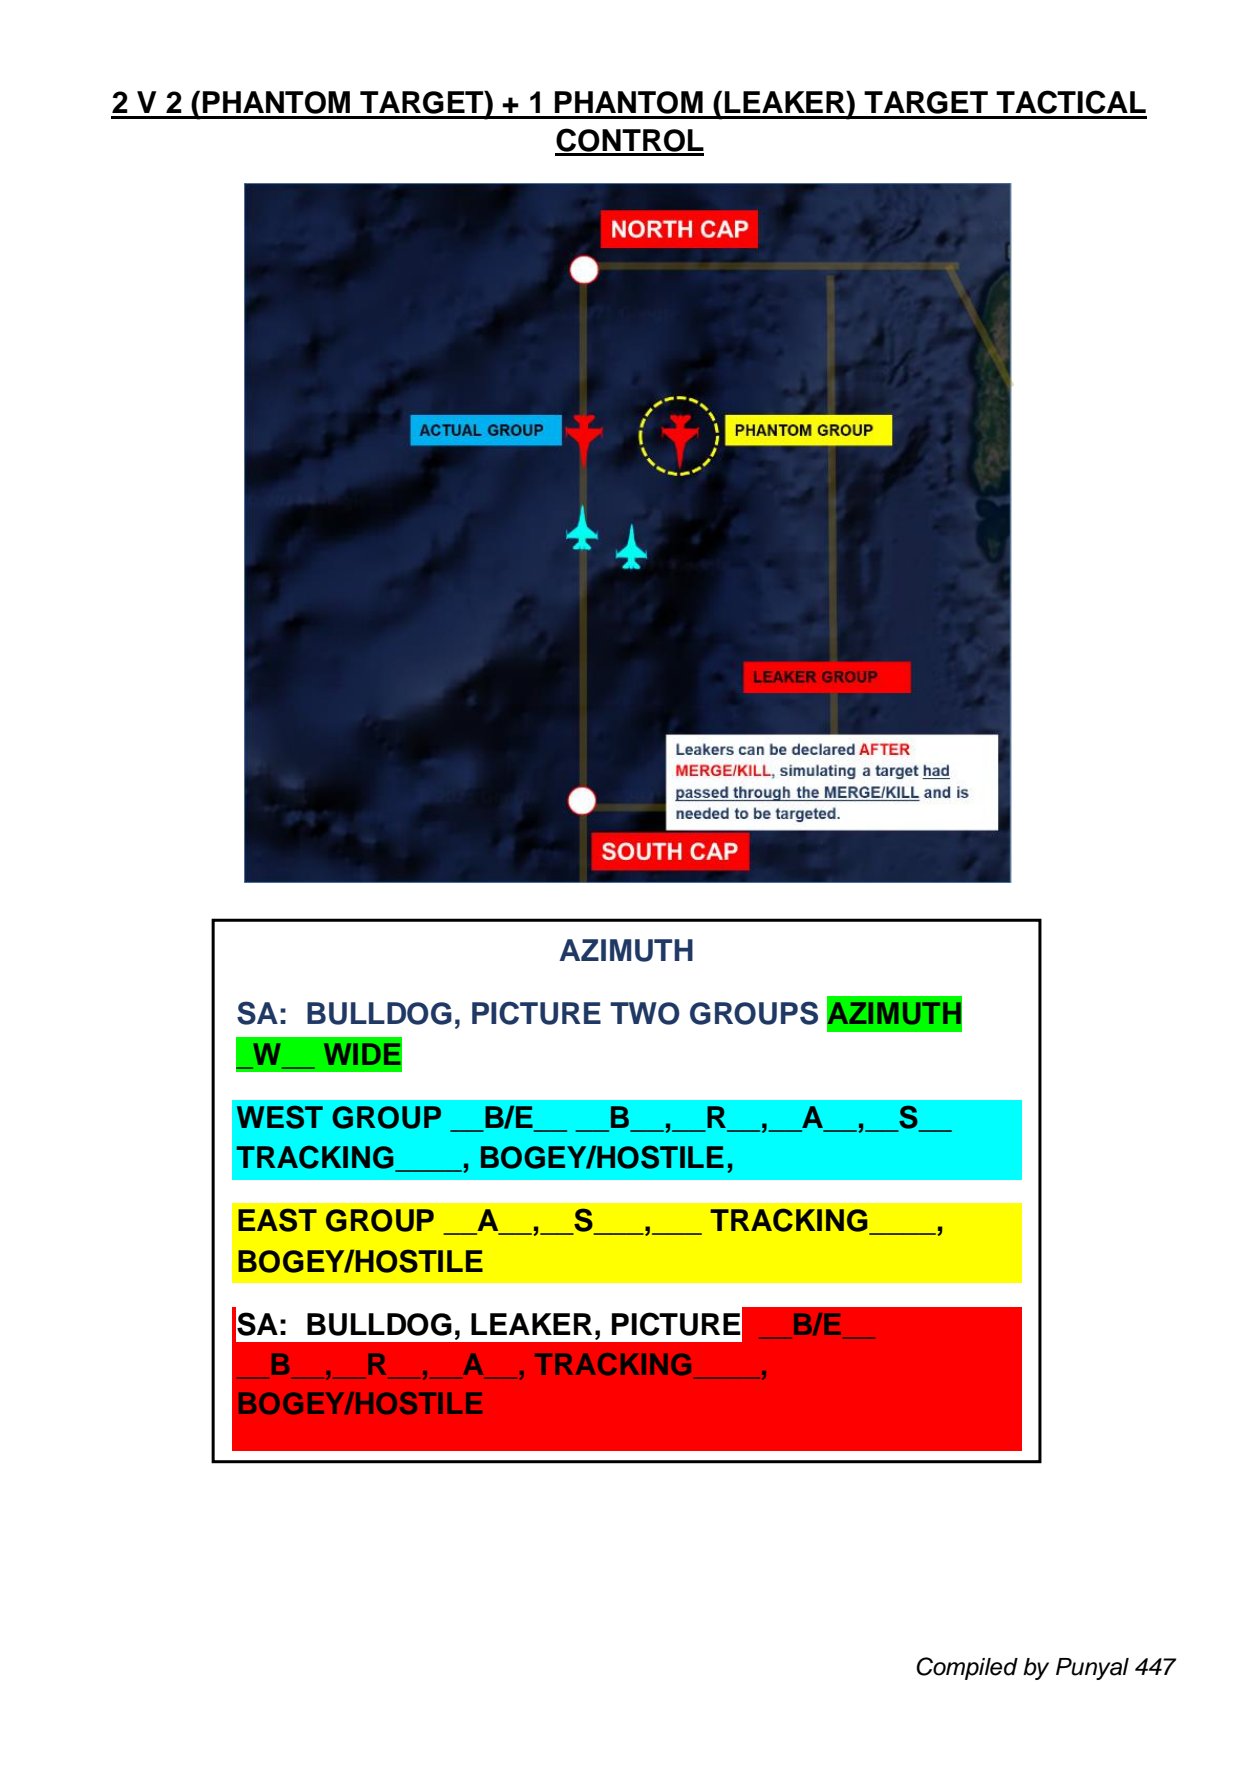 2 V 2 (PHANTOM TARGET) + 1 PHANTOM (LEAKER) TARGET TACTICAL
CONTROL
NORTH CAP
ACTUAL GROUP
PHANTOM GROUP
LEAKER GROUP
Leakers can be declared AFTER
MERGE/KILL, simulating a target had
passed through the MERGE/KILL and is
needed to be targeted.
SOUTH CAP
AZIMUTH
SA: BULLDOG, PICTURE TWO GROUPS AZIMUTH
_W__ WIDE
WEST GROUP __B/E__ __B__,__R__,__A__,__S__
TRACKING____, BOGEY/HOSTILE,
EAST GROUP __A__,__S___,___ TRACKING____,
BOGEY/HOSTILE
SA: BULLDOG, LEAKER, PICTURE __B/E__
__B__,__R__,__A__, TRACKING____,
BOGEY/HOSTILE
Compiled by Punyal 447